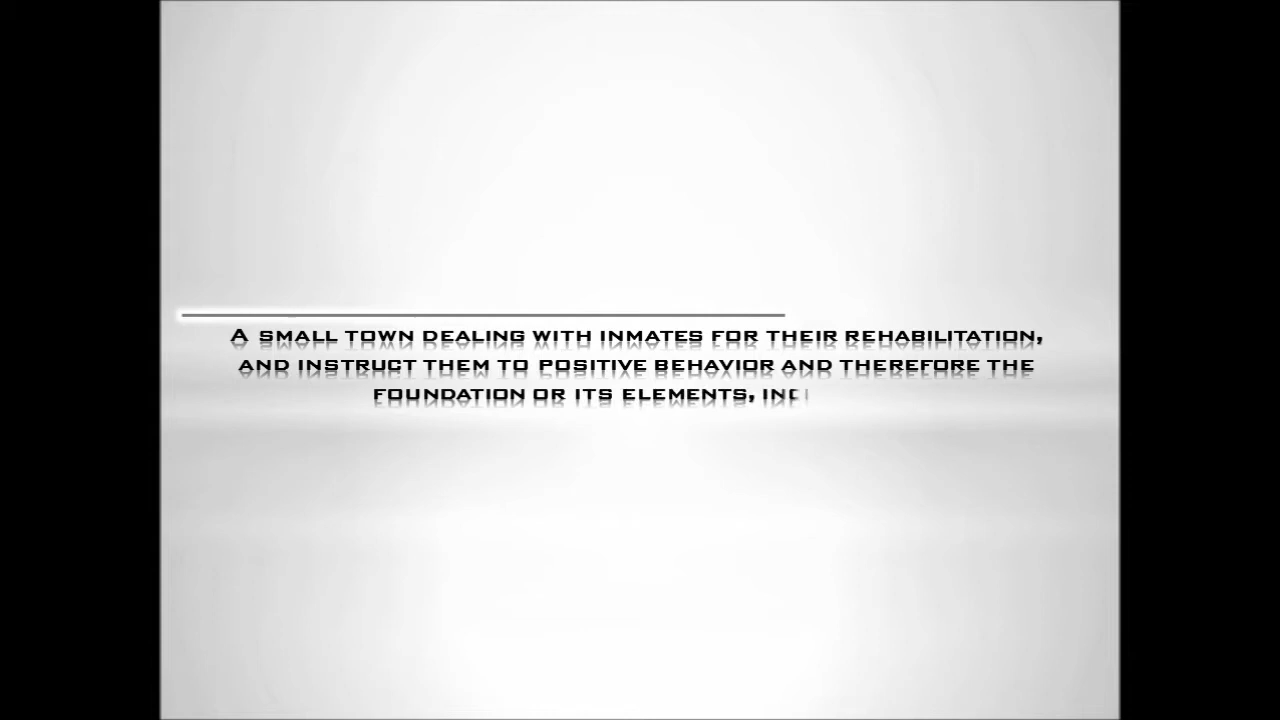 A SMALL TOWN DEALING WITH INMATES FOR THEIR REHABILITATION,
AND INSTRUCT THEM TO POSITIVE BEHAVIOR AND THEREFORE THE
FOUNDATION OR ITS ELEMENTS,